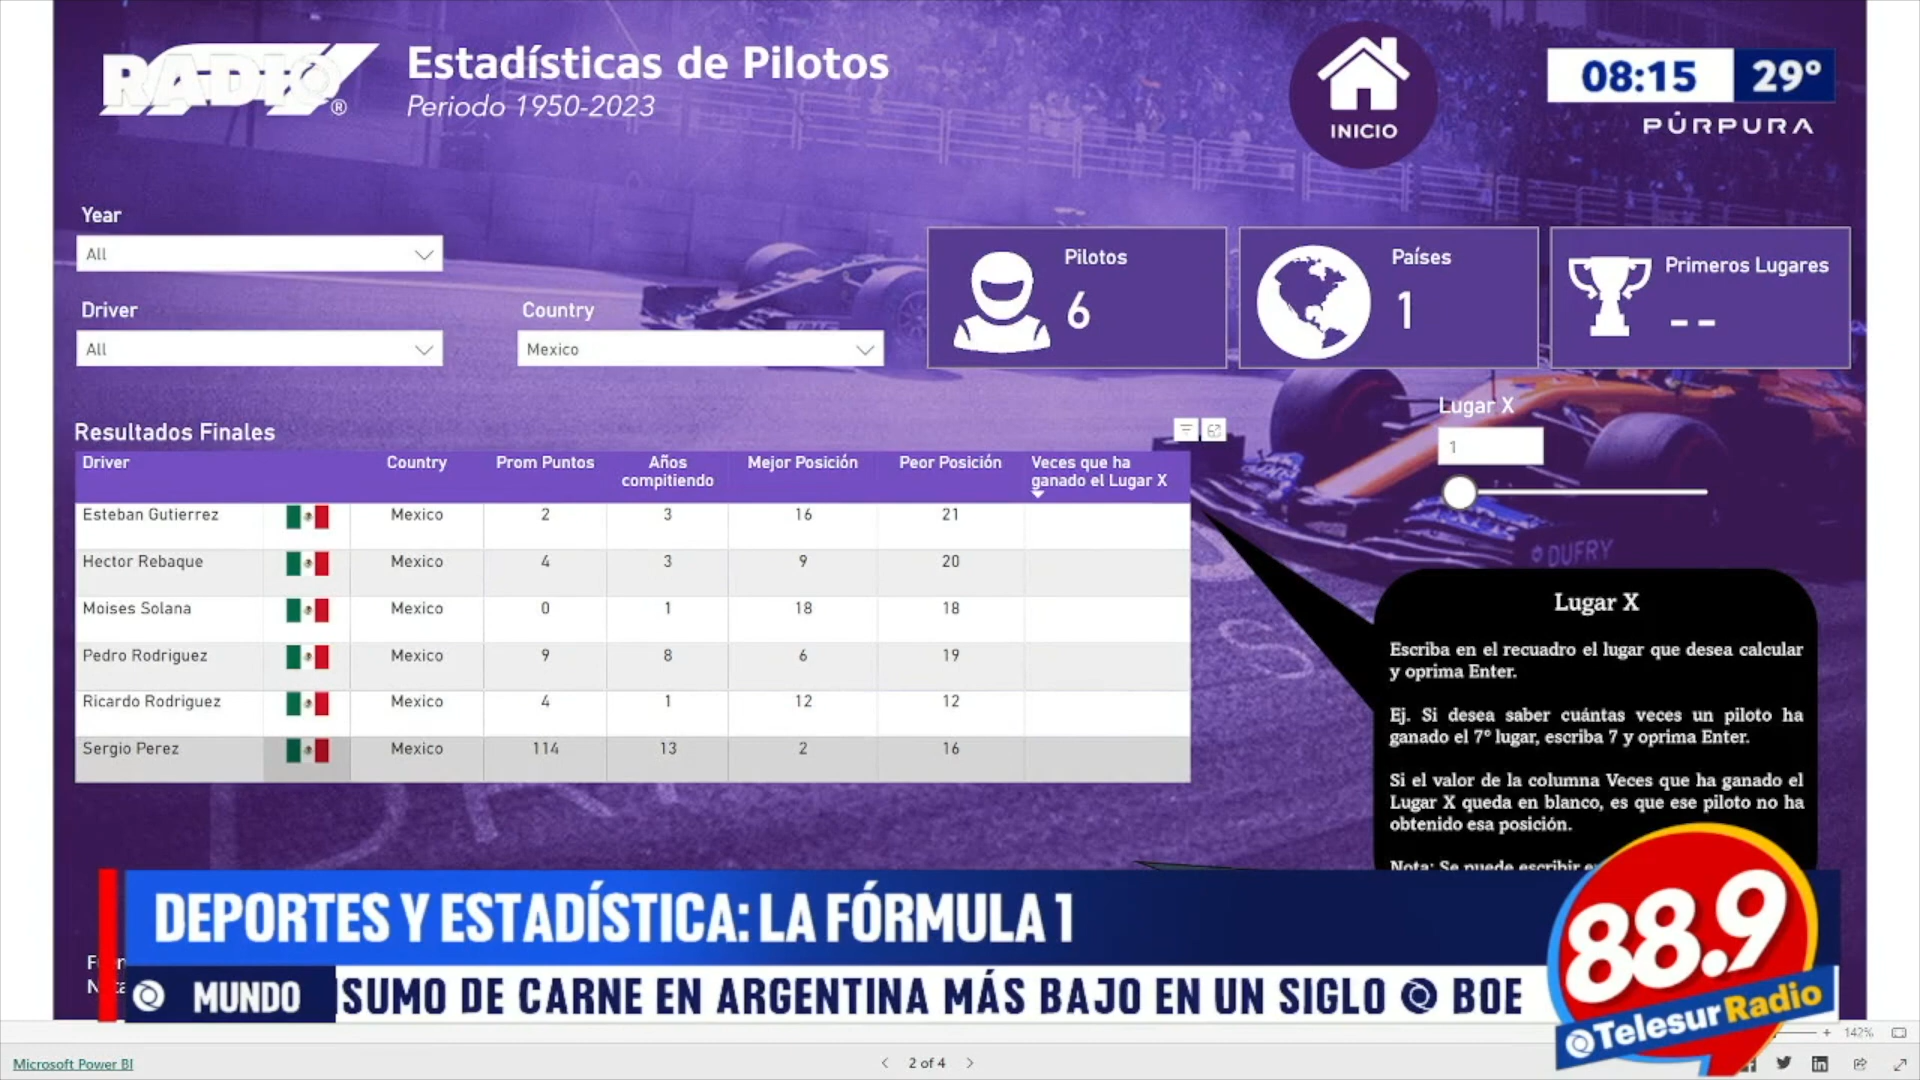 RADIO®
Estadísticas de Pilotos
Periodo 1950-2023
INICIO
08:15 29°
PÚRPURA
Year
All
Driver
All
Country
Mexico
Pilotos
6
Países
1
Primeros Lugares
--
Lugar X
1
Resultados Finales
Driver Country Prom Puntos Años compitiendo Mejor Posición Peor Posición Veces que ha ganado el Lugar X
Esteban Gutierrez Mexico 2 3 16 21
Hector Rebaque Mexico 4 3 9 20
Moises Solana Mexico 0 1 18 18
Pedro Rodriguez Mexico 9 8 6 19
Ricardo Rodriguez Mexico 4 1 12 12
Sergio Perez Mexico 114 13 2 16
DUFRY
Lugar X
Escriba en el recuadro el lugar que desea calcular
y oprima Enter.
Ej. Si desea saber cuántas veces un piloto ha
ganado el 7º lugar, escriba 7 y oprima Enter.
Si el valor de la columna Veces que ha ganado el
Lugar X queda en blanco, es que ese piloto no ha
obtenido esa posición.
Nota: Se puede escribir
DEPORTES Y ESTADÍSTICA: LA FÓRMULA 1
MUNDO SUMO DE CARNE EN ARGENTINA MÁS BAJO EN UN SIGLO BOE
88.9
Telesur Radio
142%
Microsoft Power BI
2 of 4